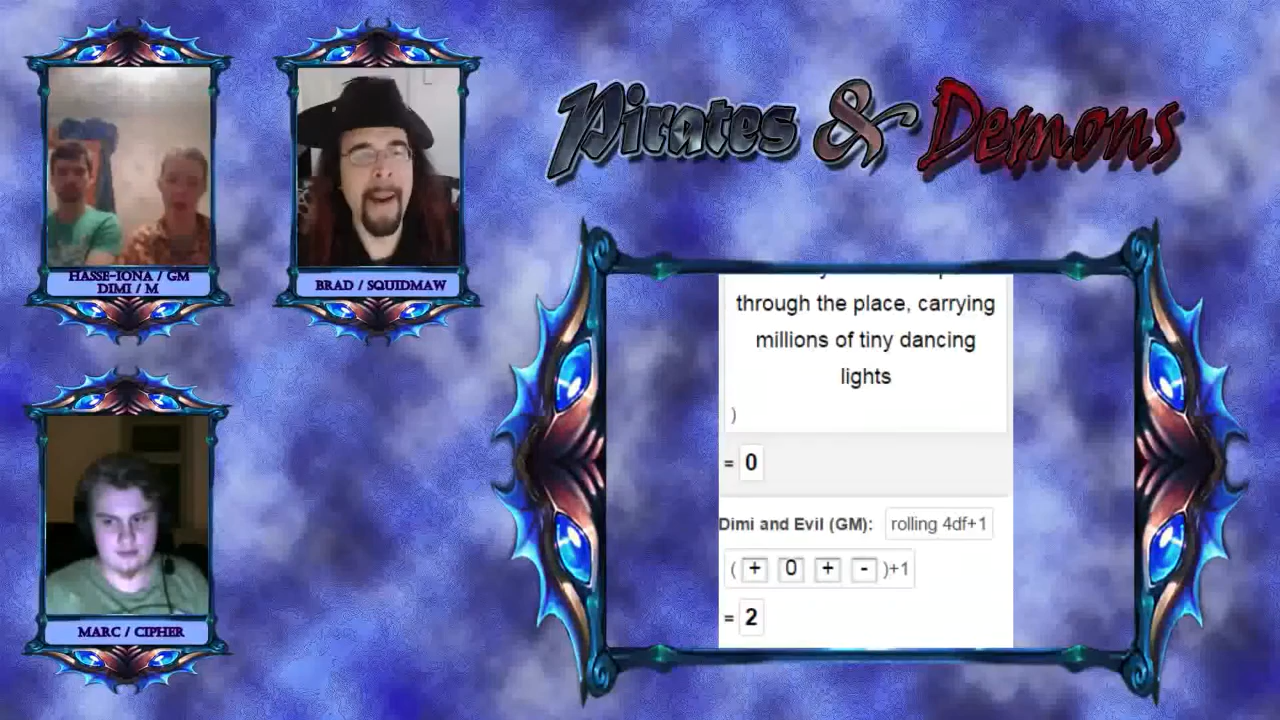 Pirates & Demons
HASSE-IONA / GM
DIMI / M
BRAD / SQUIDMAW
MARC / CIPHER
through the place, carrying
millions of tiny dancing
lights
)
= 0
Dimi and Evil (GM): rolling 4df+1
( + 0 + - )+1
= 2